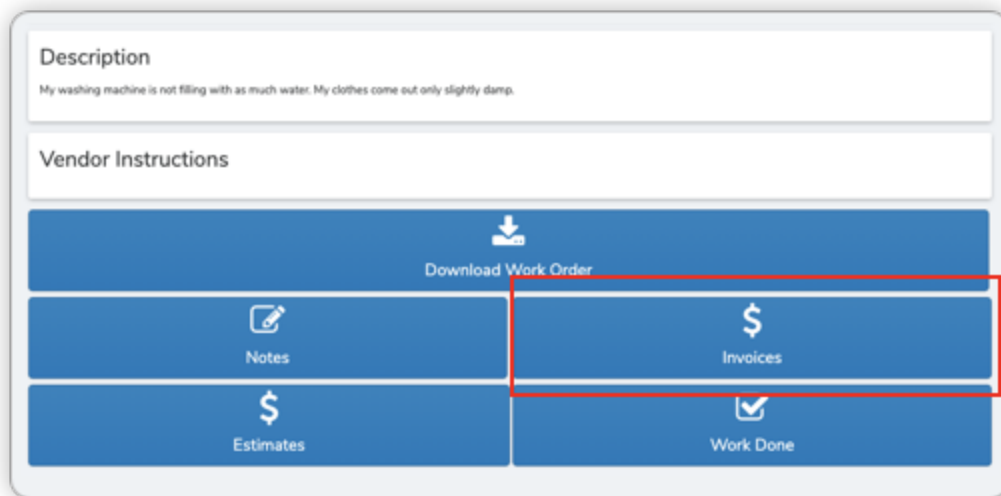 Description
My washing machine is not filling with as much water. My clothes come out only slightly damp.
Vendor Instructions
Download Work Order
Notes
Invoices
Estimates
Work Done